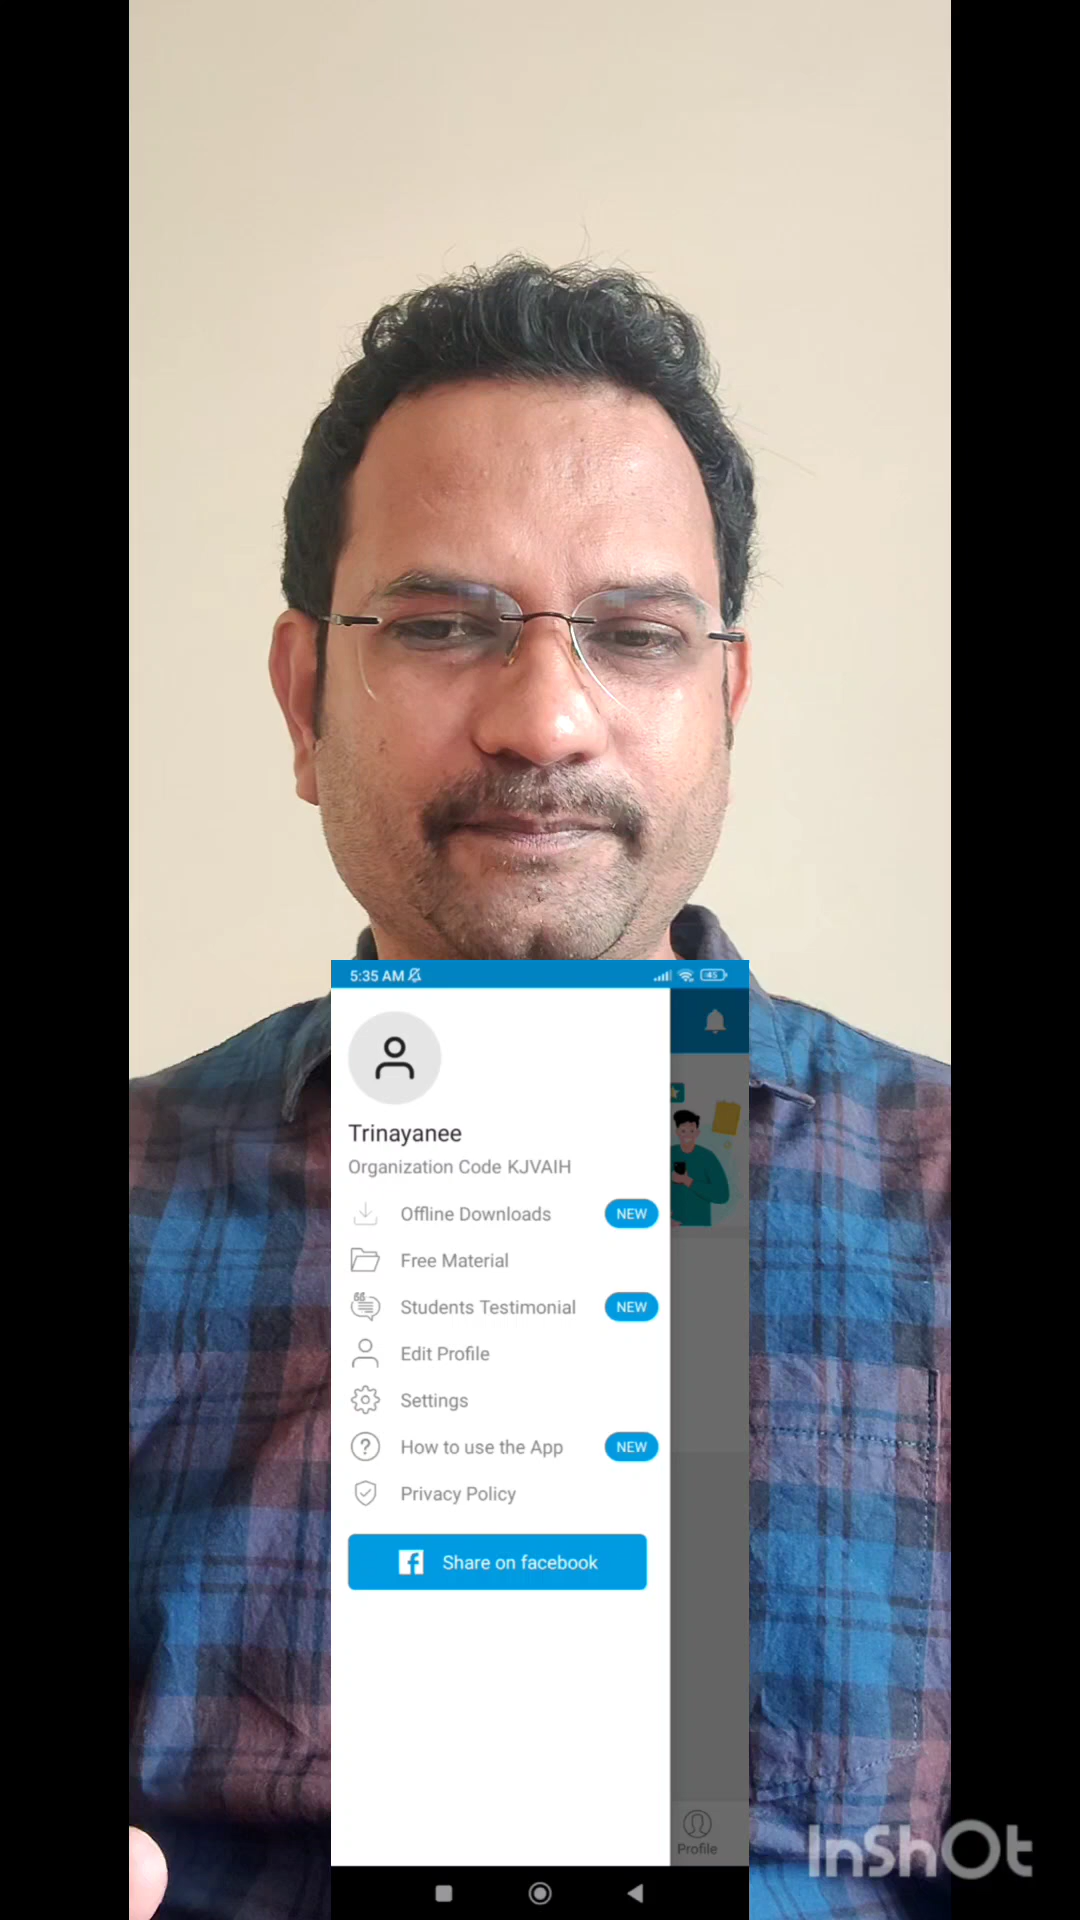 5:35 AM
45
Trinayanee
Organization Code KJVAIH
Offline Downloads NEW
Free Material
Students Testimonial NEW
Edit Profile
Settings
How to use the App NEW
Privacy Policy
Share on facebook
Profile
InShOt